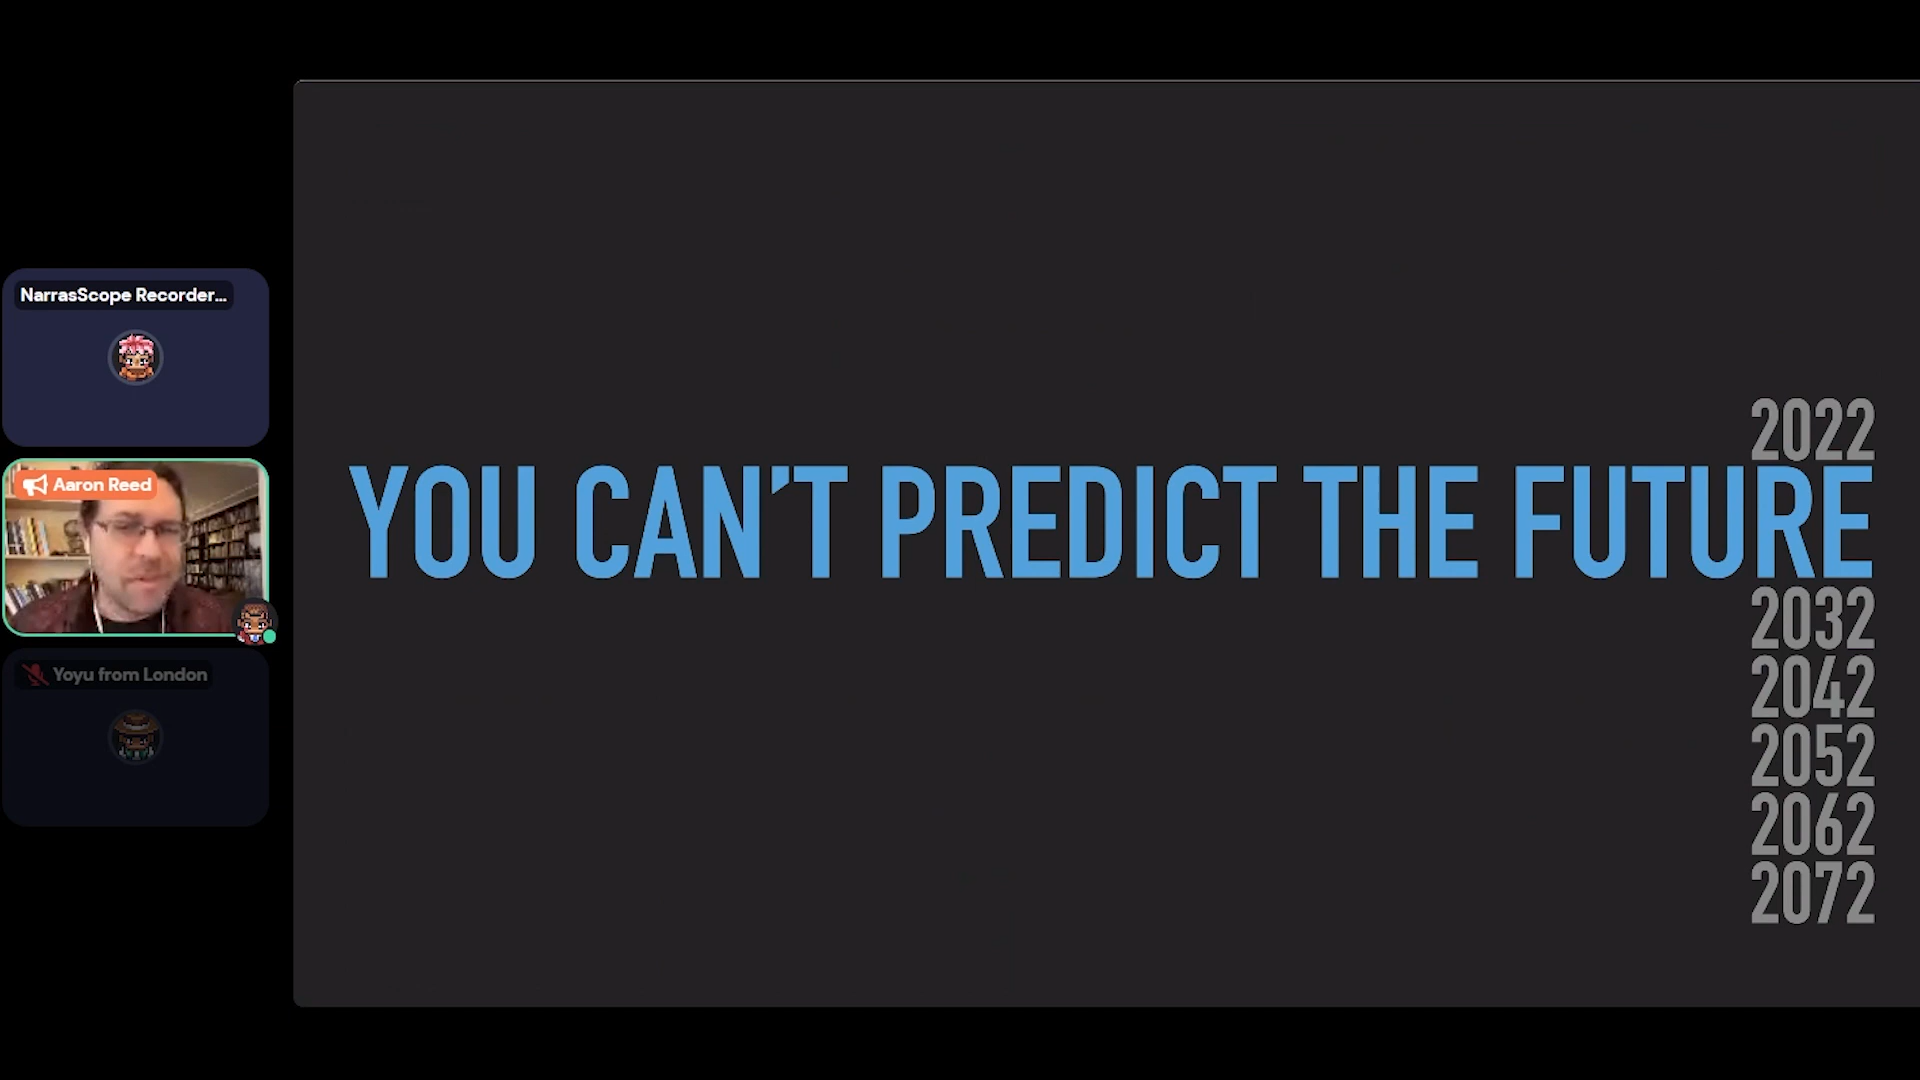 NarrasScope Recorder...
Aaron Reed
Yoyu from London
2022
YOU CAN'T PREDICT THE FUTURE
2032
2042
2052
2062
2072